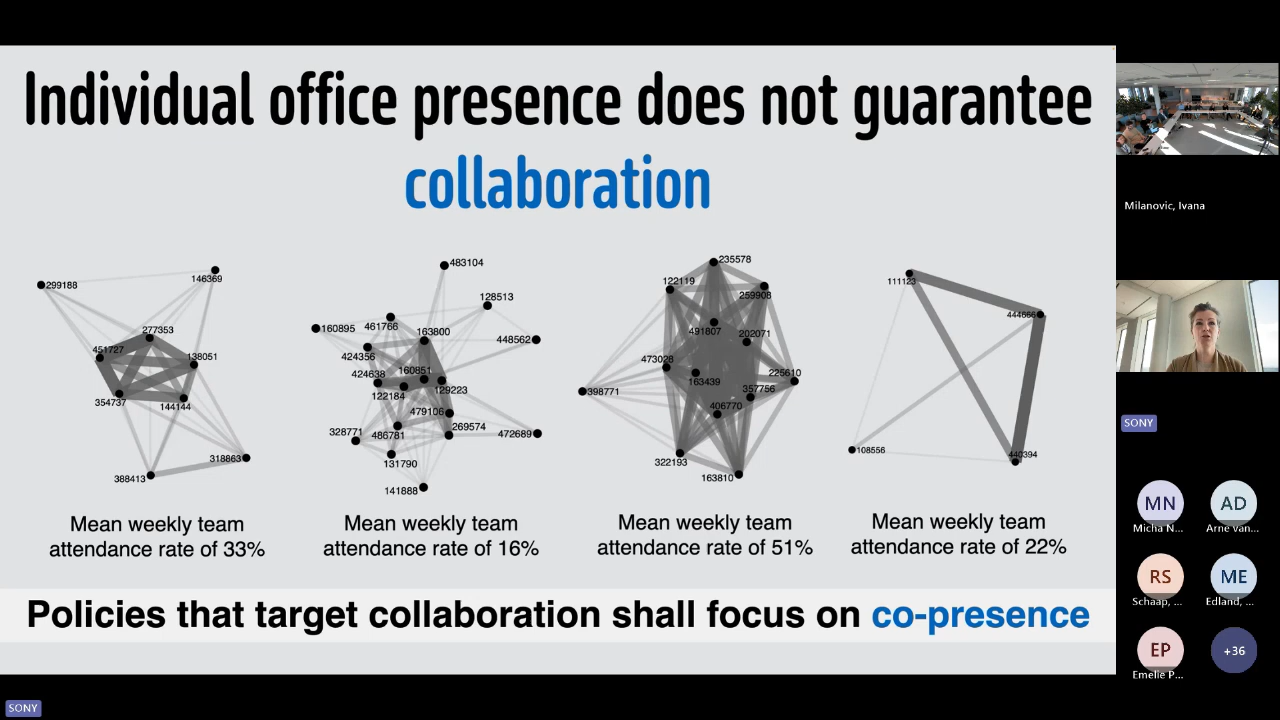 Individual office presence does not guarantee
collaboration
299188
146369
277353
451727
138051
354737
144144
318863
388413
Mean weekly team
attendance rate of 33%
483104
128513
160895
461766
163800
448562
424356
424638
160851
122184
129223
479106
328771
486781
269574
472689
131790
141888
Mean weekly team
attendance rate of 16%
235578
122119
259908
491807
202071
473028
163439
225610
398771
357756
406770
322193
163810
Mean weekly team
attendance rate of 51%
111123
444666
108556
440394
Mean weekly team
attendance rate of 22%
Policies that target collaboration shall focus on co-presence
Milanovic, Ivana
SONY
MN
Micha N...
AD
Arne van...
RS
Schaap, ...
ME
Edland, ...
EP
Emelie P...
+36
SONY